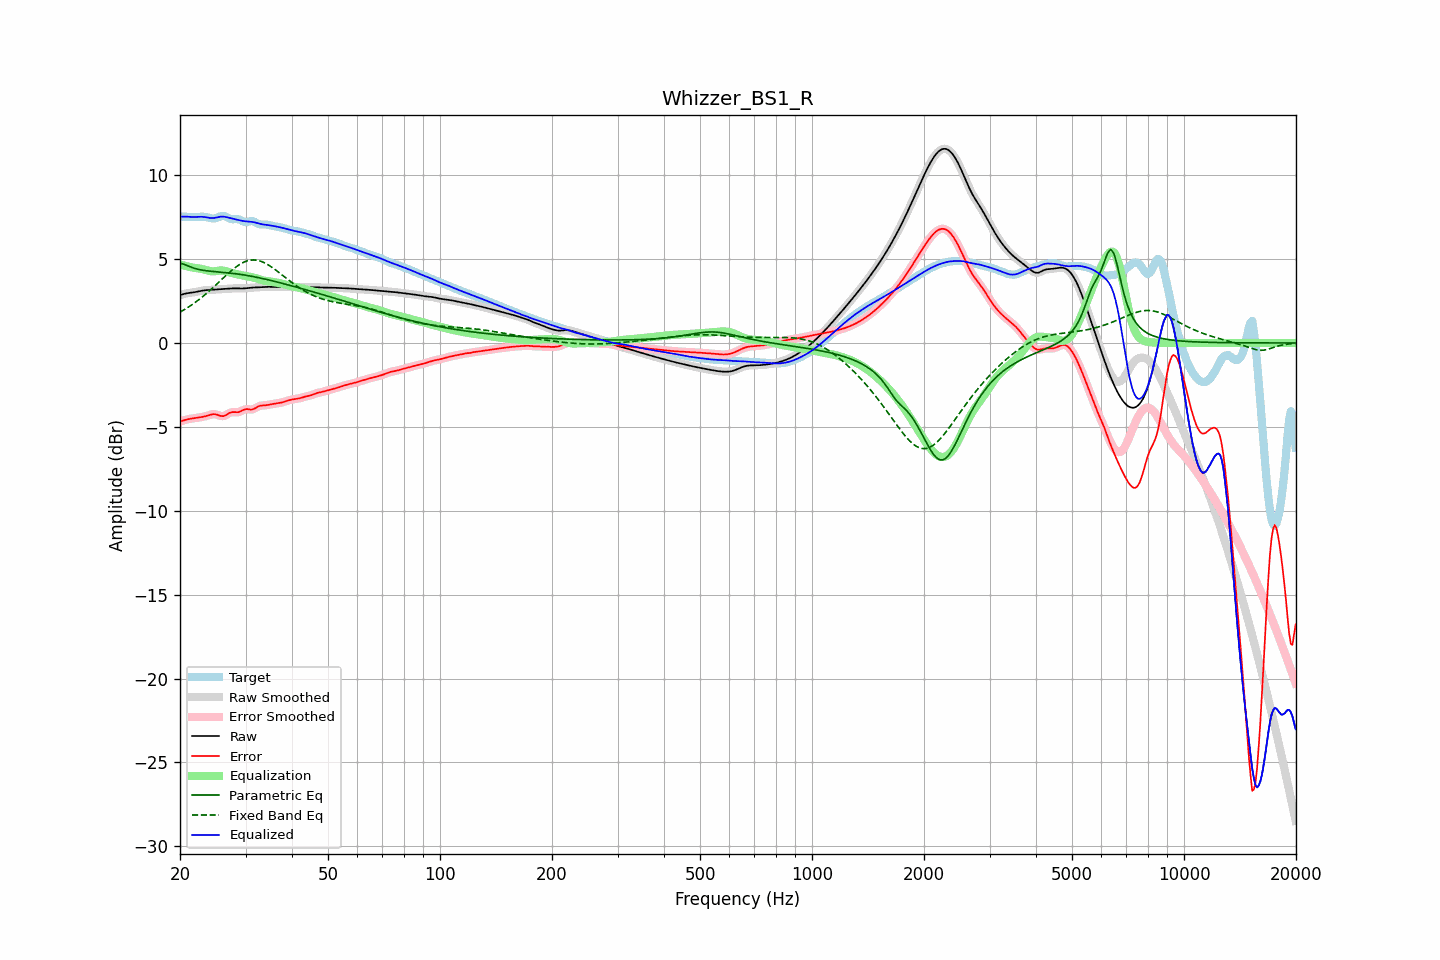 Whizzer_BS1_R
Amplitude (dBr)
10
5
0
−5
−10
−15
−20
−25
−30
Target
Raw Smoothed
Error Smoothed
Raw
Error
Equalization
Parametric Eq
Fixed Band Eq
Equalized
20 50 100 200 500 1000 2000 5000 10000 20000
Frequency (Hz)